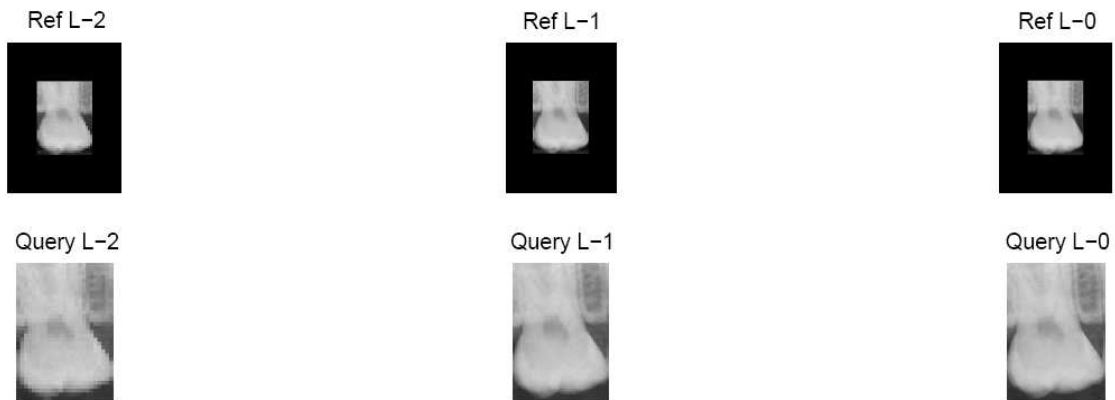 Ref L−2 Ref L−1 Ref L−0
Query L−2 Query L−1 Query L−0